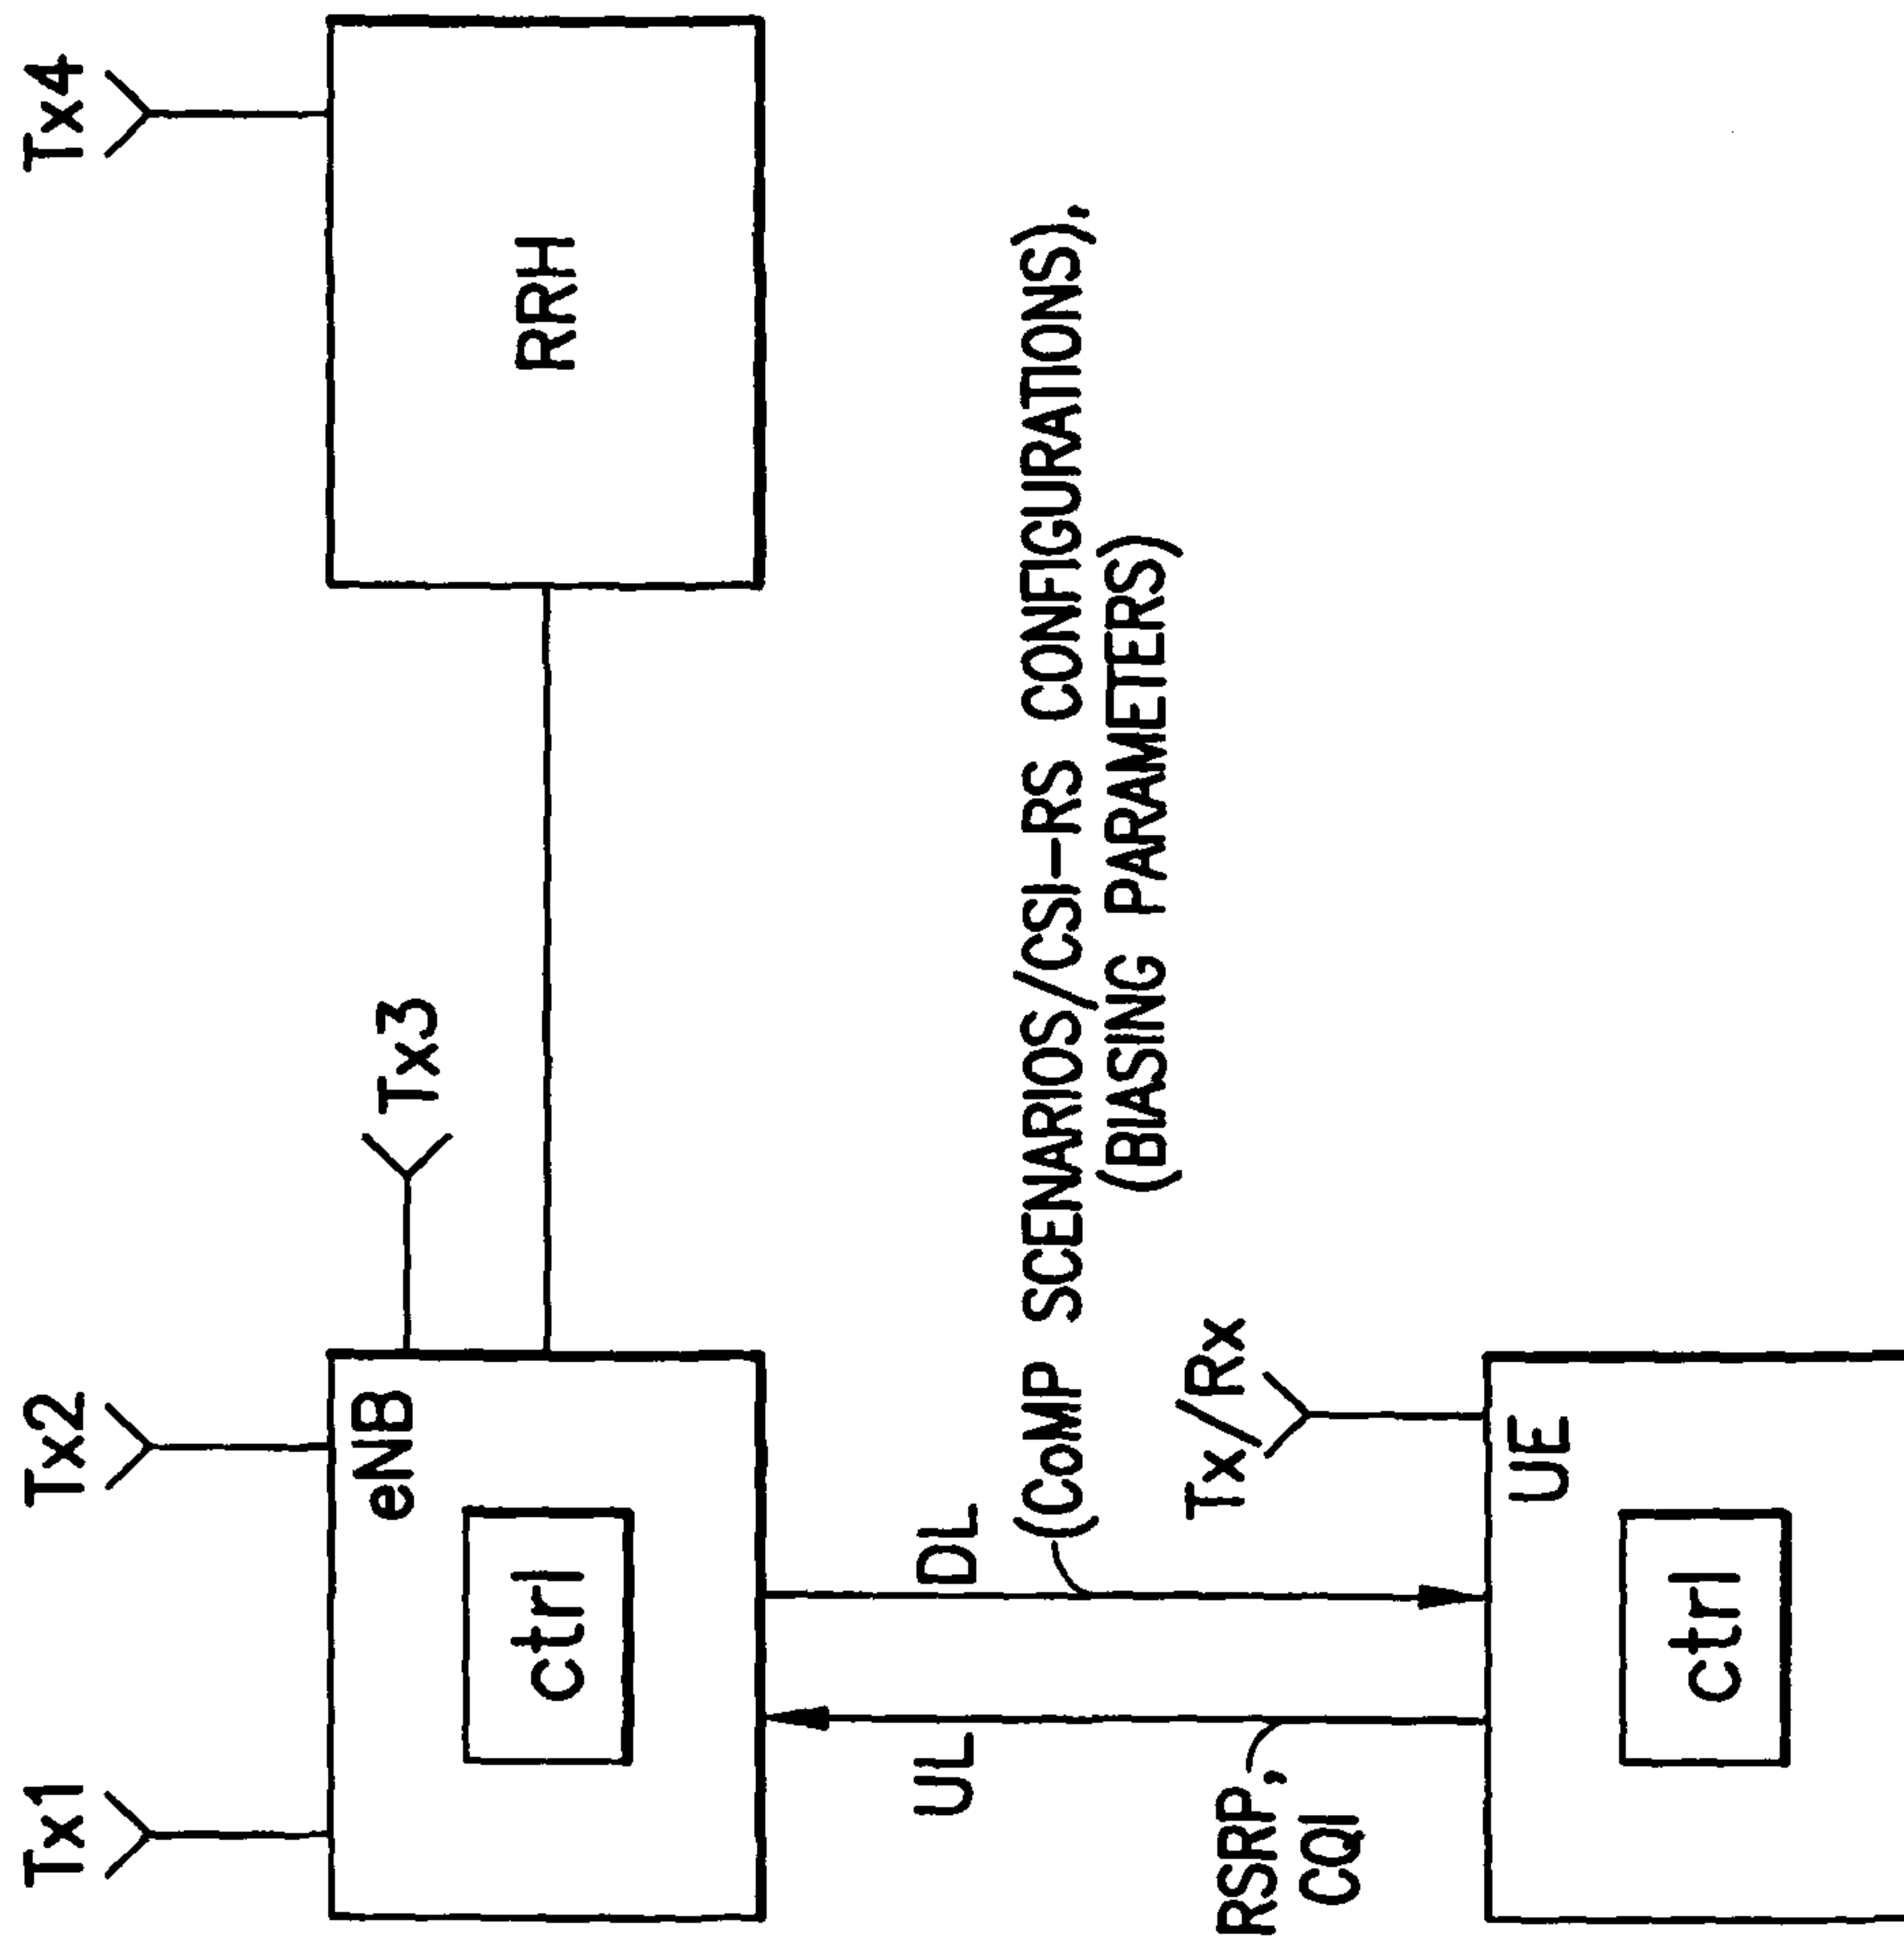 Tx1
Tx2
Tx4
Tx3
eNB
ctrl
RRH
UL
DL
(CoMP SCENARIOS/CSI-RS CONFIGURATIONS),
(BIASING PARAMETERS)
RSRP,
CQI
Tx/Rx
UE
ctrl